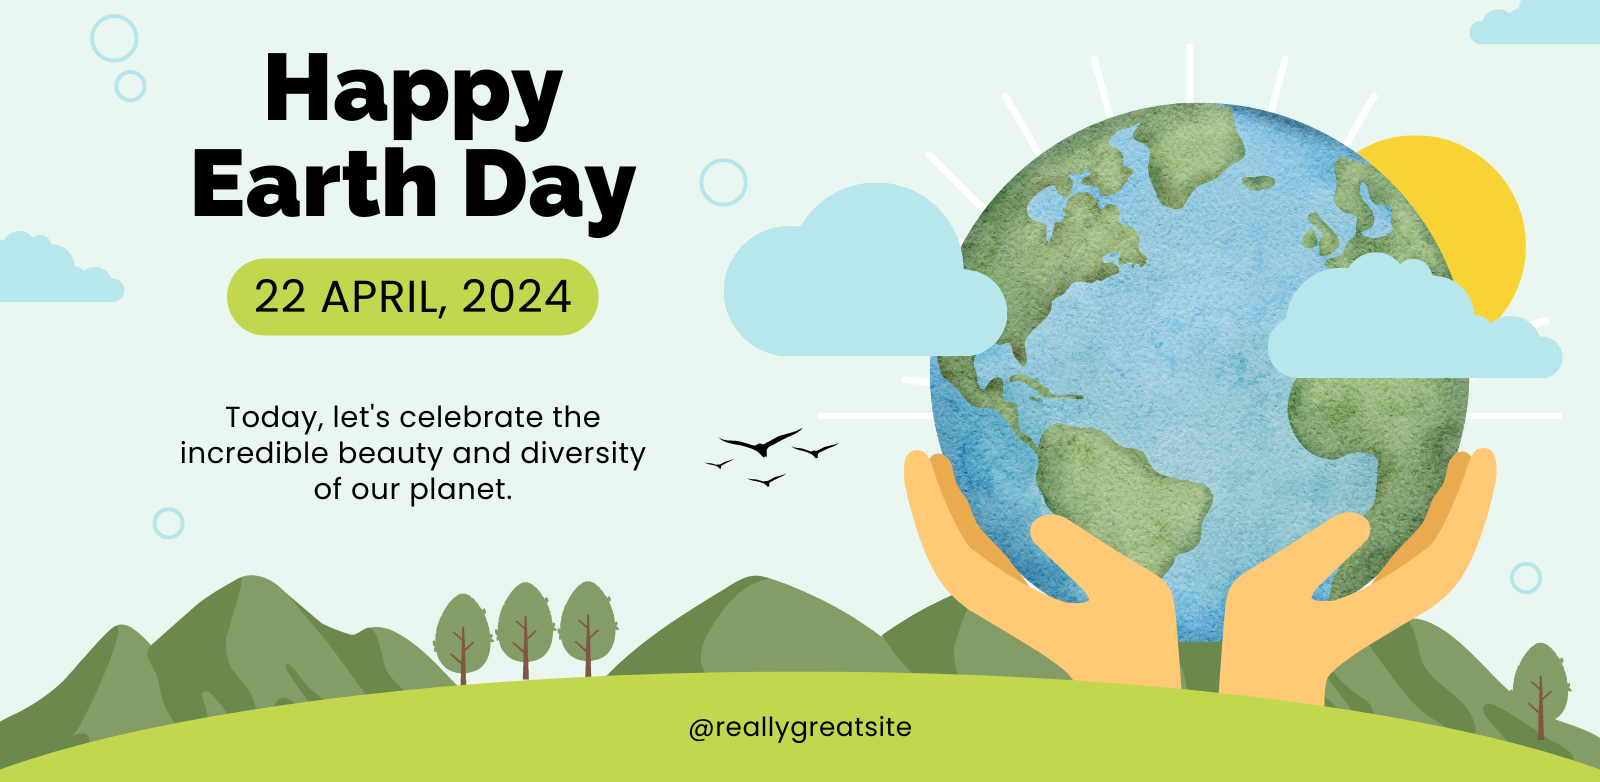 Happy
Earth Day
22 APRIL, 2024
Today, let's celebrate the
incredible beauty and diversity
of our planet.
@reallygreatsite